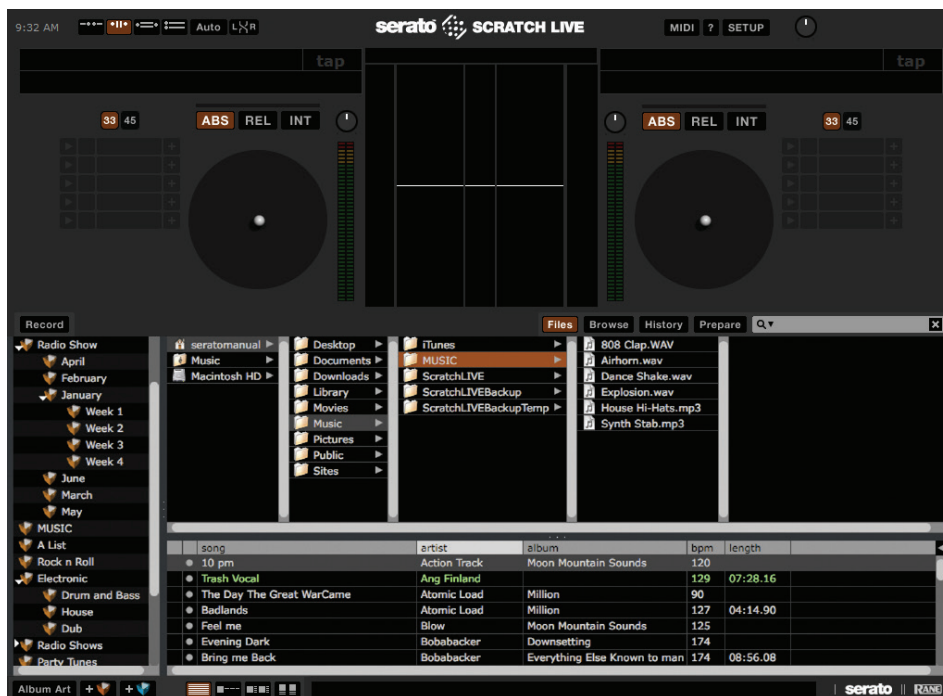 9:32 AM Auto L R serato SCRATCH LIVE MIDI ? SETUP
tap tap
33 45 ABS REL INT ABS REL INT 33 45
Record Files Browse History Prepare
Radio Show
April
February
January
Week 1
Week 2
Week 3
Week 4
June
March
May
MUSIC
A List
Rock n Roll
Electronic
Drum and Bass
House
Dub
Radio Shows
Party Tunes
seratomanual
Music
Macintosh HD
Desktop
Documents
Downloads
Library
Movies
Music
Pictures
Public
Sites
iTunes
MUSIC
ScratchLIVE
ScratchLIVEBackup
ScratchLIVEBackupTemp
808 Clap.WAV
Airhorn.wav
Dance Shake.wav
Explosion.wav
House Hi-Hats.mp3
Synth Stab.mp3
song artist album bpm length
10 pm Action Track Moon Mountain Sounds 120
Trash Vocal Ang Finland 129 07:28.16
The Day The Great WarCame Atomic Load Million 90
Badlands Atomic Load Million 127 04:14.90
Feel me Blow Moon Mountain Sounds 125
Evening Dark Bobabacker Downsetting 174
Bring me Back Bobabacker Everything Else Known to man 174 08:56.08
Album Art + + serato RANE